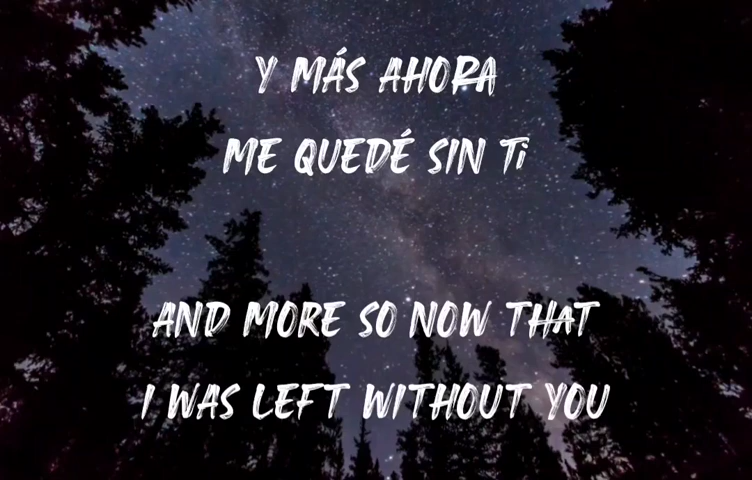 Y MÁS AHORA
ME QUEDÉ SIN Ti
AND MORE SO NOW THAT
I WAS LEFT WITHOUT YOU